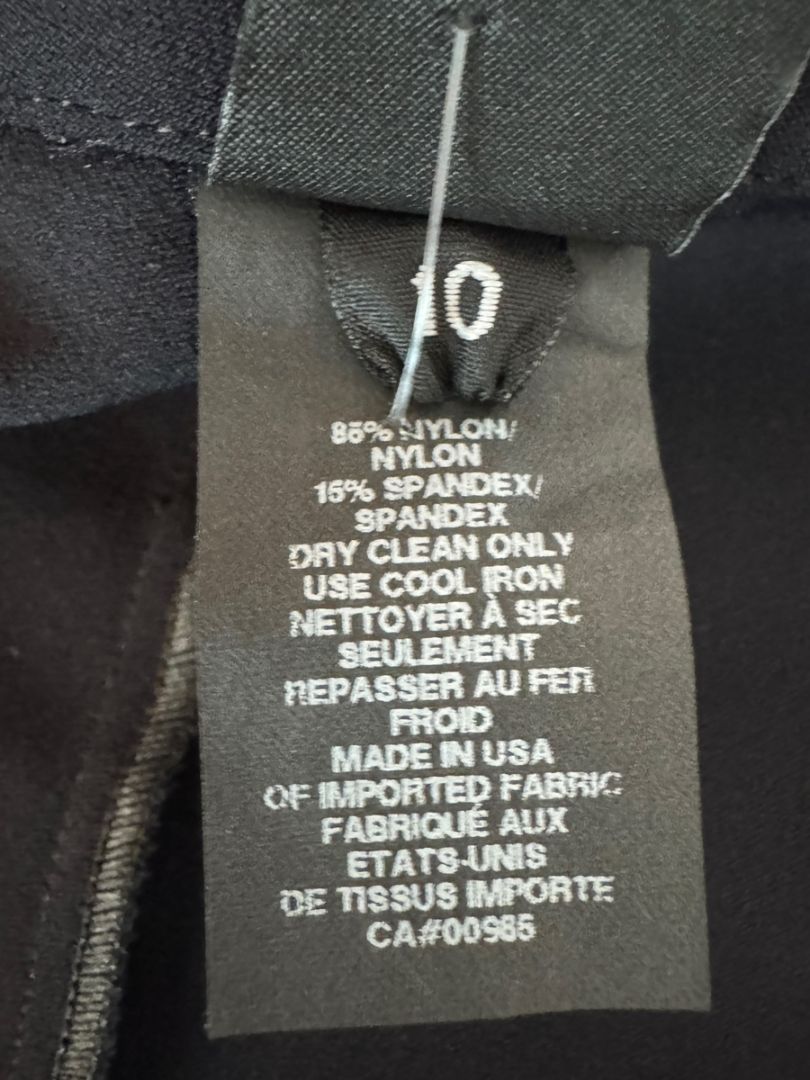 10
85% NYLON/
NYLON
15% SPANDEX/
SPANDEX
DRY CLEAN ONLY
USE COOL IRON
NETTOYER À SEC
SEULEMENT
REPASSER AU FER
FROID
MADE IN USA
OF IMPORTED FABRIC
FABRIQUÉ AUX
ETATS-UNIS
DE TISSUS IMPORTE
CA#00985